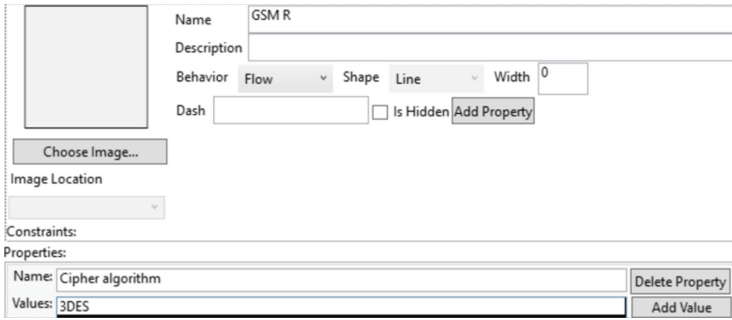 Name GSM R
Description
Behavior Flow Shape Line Width 0
Dash Is Hidden Add Property
Choose Image...
Image Location
Constraints:
Properties:
Name: Cipher algorithm Delete Property
Values: 3DES Add Value